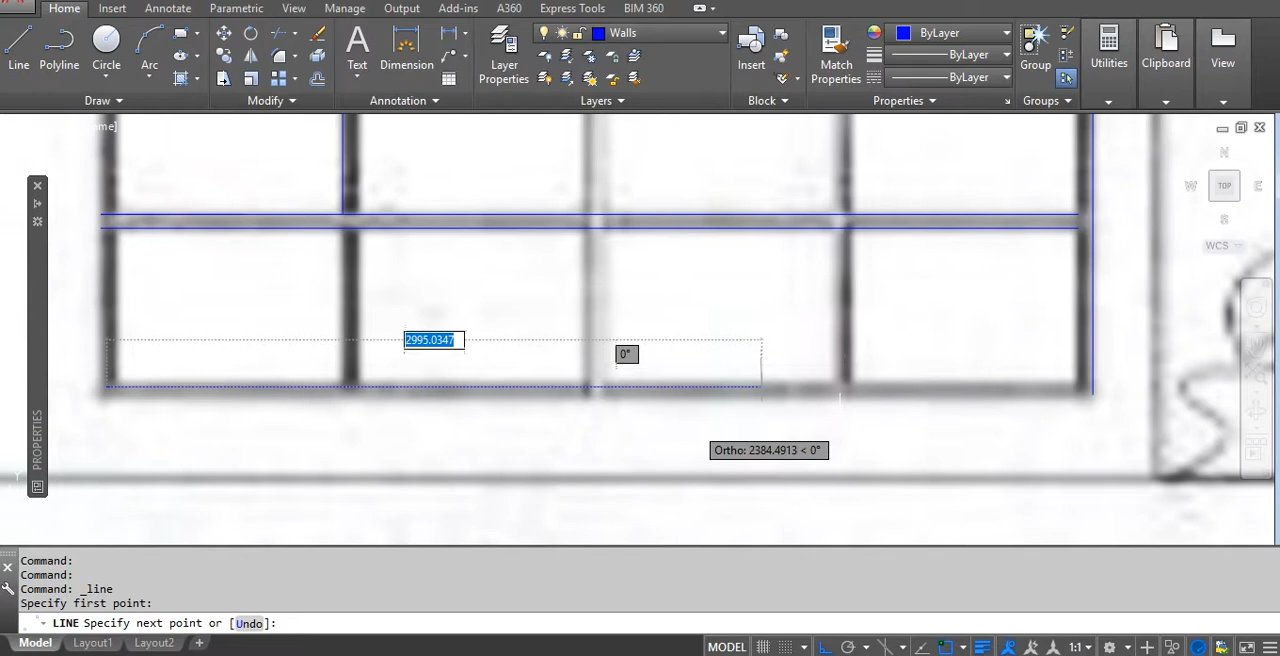 Home Insert Annotate Parametric View Manage Output Add-ins A360 Express Tools BIM 360
Line Polyline Circle Arc
Text Dimension
Layer Properties
Walls
Insert
Match Properties
ByLayer
ByLayer
ByLayer
Group
Utilities
Clipboard
View
Draw Modify Annotation Layers Block Properties Groups
me]
N
W TOP E
S
WCS
2995.0347
0°
PROPERTIES
Ortho: 2384.4913 < 0°
Y
Command:
Command:
Command: _line
Specify first point:
LINE Specify next point or [Undo]:
Model Layout1 Layout2 +
MODEL 1:1